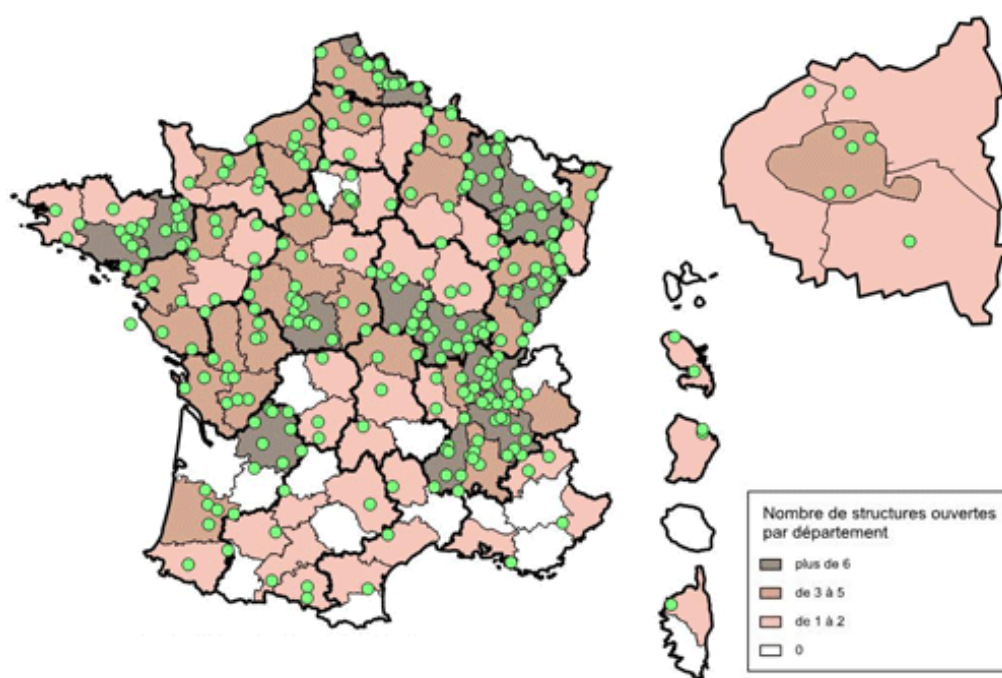 Nombre de structures ouvertes
par département
plus de 6
de 3 à 5
de 1 à 2
0